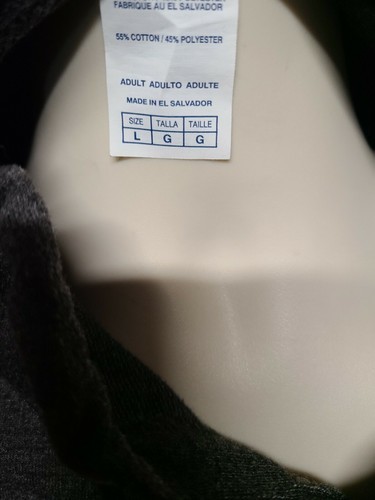 FABRIQUE AU EL SALVADOR
55% COTTON / 45% POLYESTER
ADULT ADULTO ADULTE
MADE IN EL SALVADOR
SIZE TALLA TAILLE
L G G